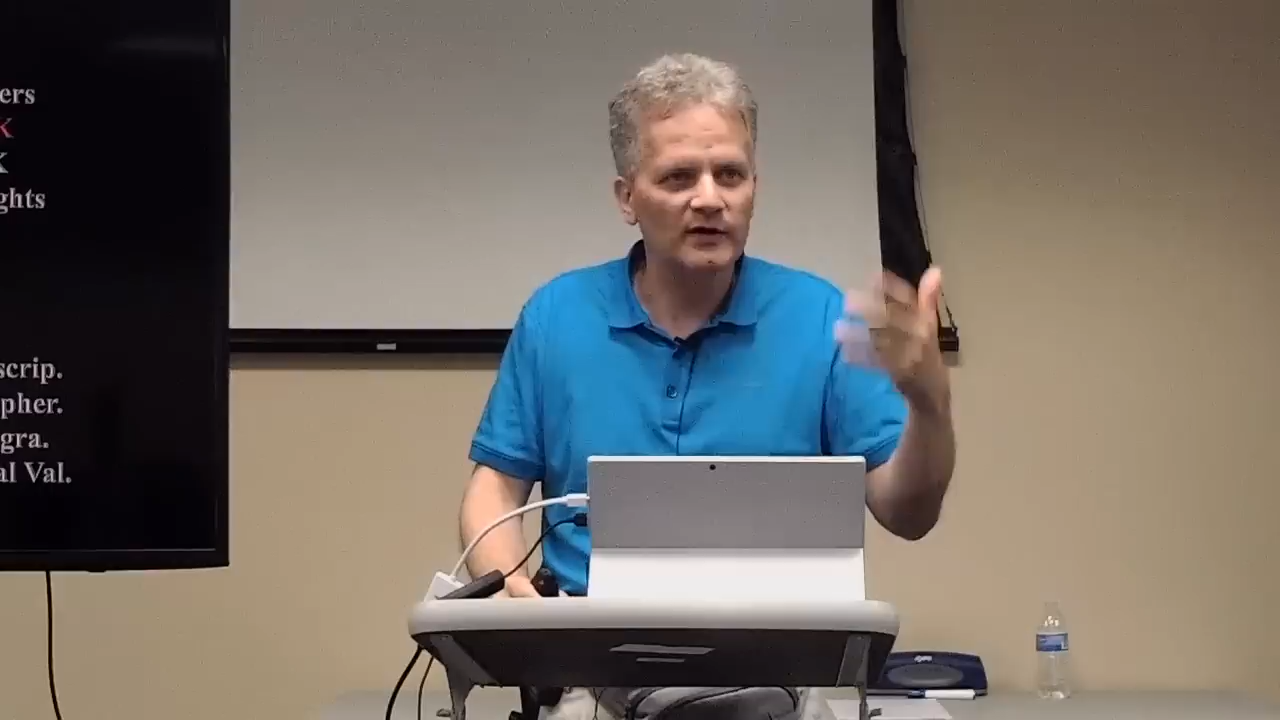 ers
K
K
ghts
scrip.
pher.
gra.
al Val.